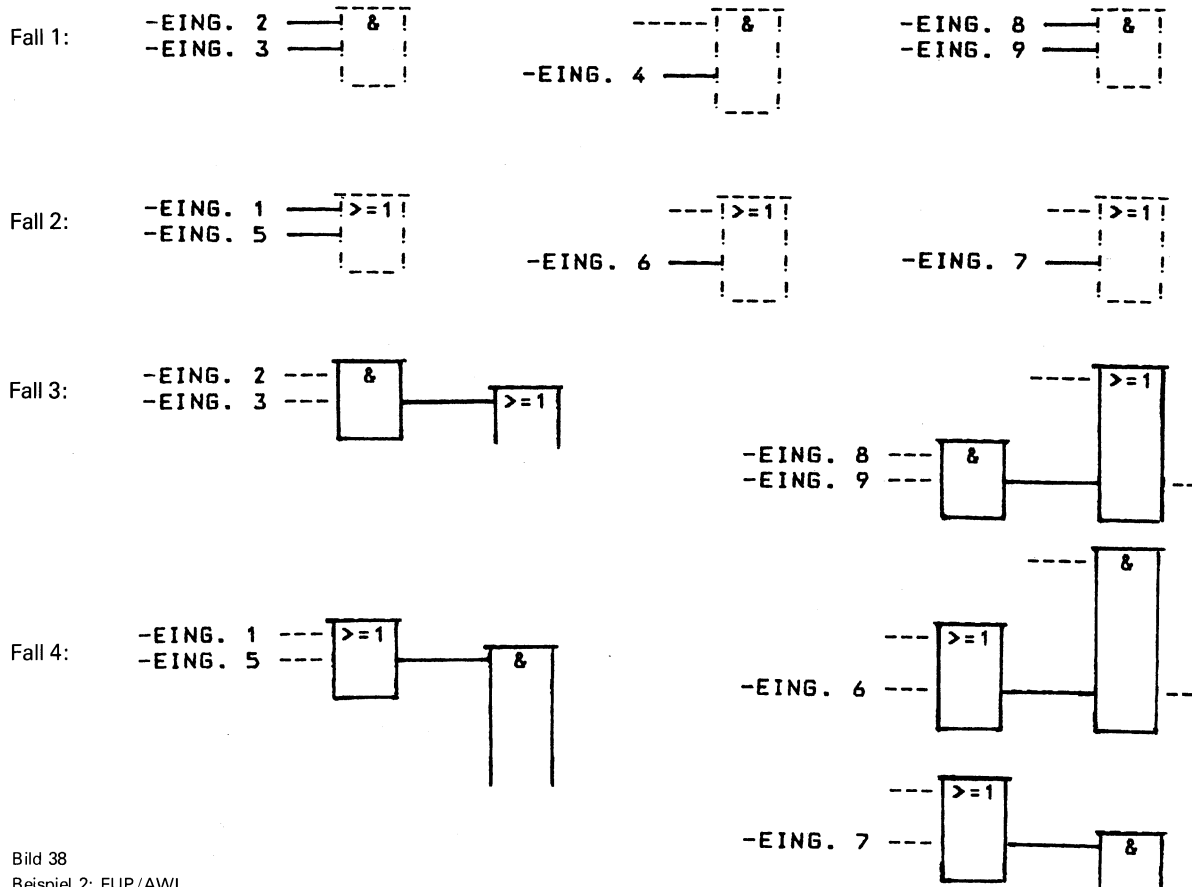 Fall 1:
-EING. 2 & -EING. 8 &
-EING. 3 -EING. 9
-EING. 4 &
Fall 2:
-EING. 1 >=1 >=1 >=1
-EING. 5
-EING. 6 -EING. 7
Fall 3:
-EING. 2 & >=1
-EING. 3 >=1
-EING. 8 &
-EING. 9
Fall 4:
&
-EING. 1 >=1 >=1
-EING. 5 &
-EING. 6
>=1
-EING. 7 &
Bild 38
Beispiel 2: FUP/AWL